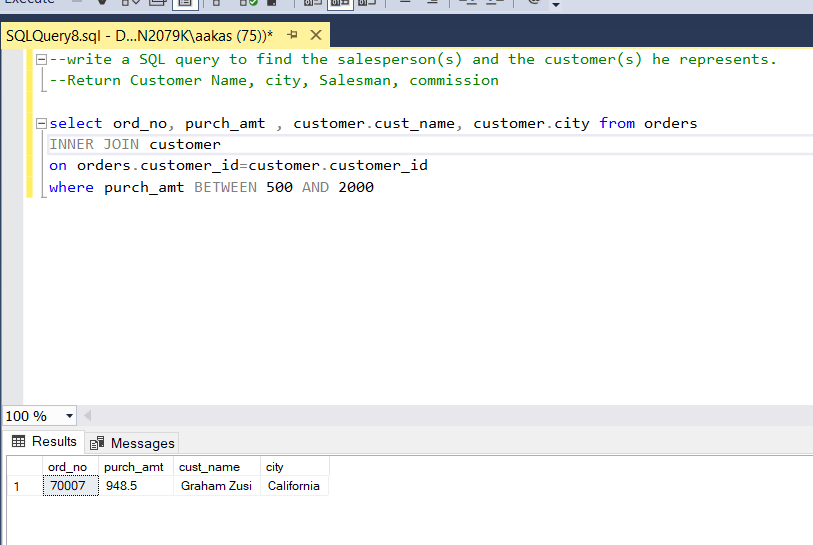 Execute
SQLQuery8.sql - D...N2079K\aakas (75))*
--write a SQL query to find the salesperson(s) and the customer(s) he represents.
--Return Customer Name, city, Salesman, commission
select ord_no, purch_amt , customer.cust_name, customer.city from orders
INNER JOIN customer
on orders.customer_id=customer.customer_id
where purch_amt BETWEEN 500 AND 2000
100 %
Results Messages
ord_no purch_amt cust_name city
1 70007 948.5 Graham Zusi California